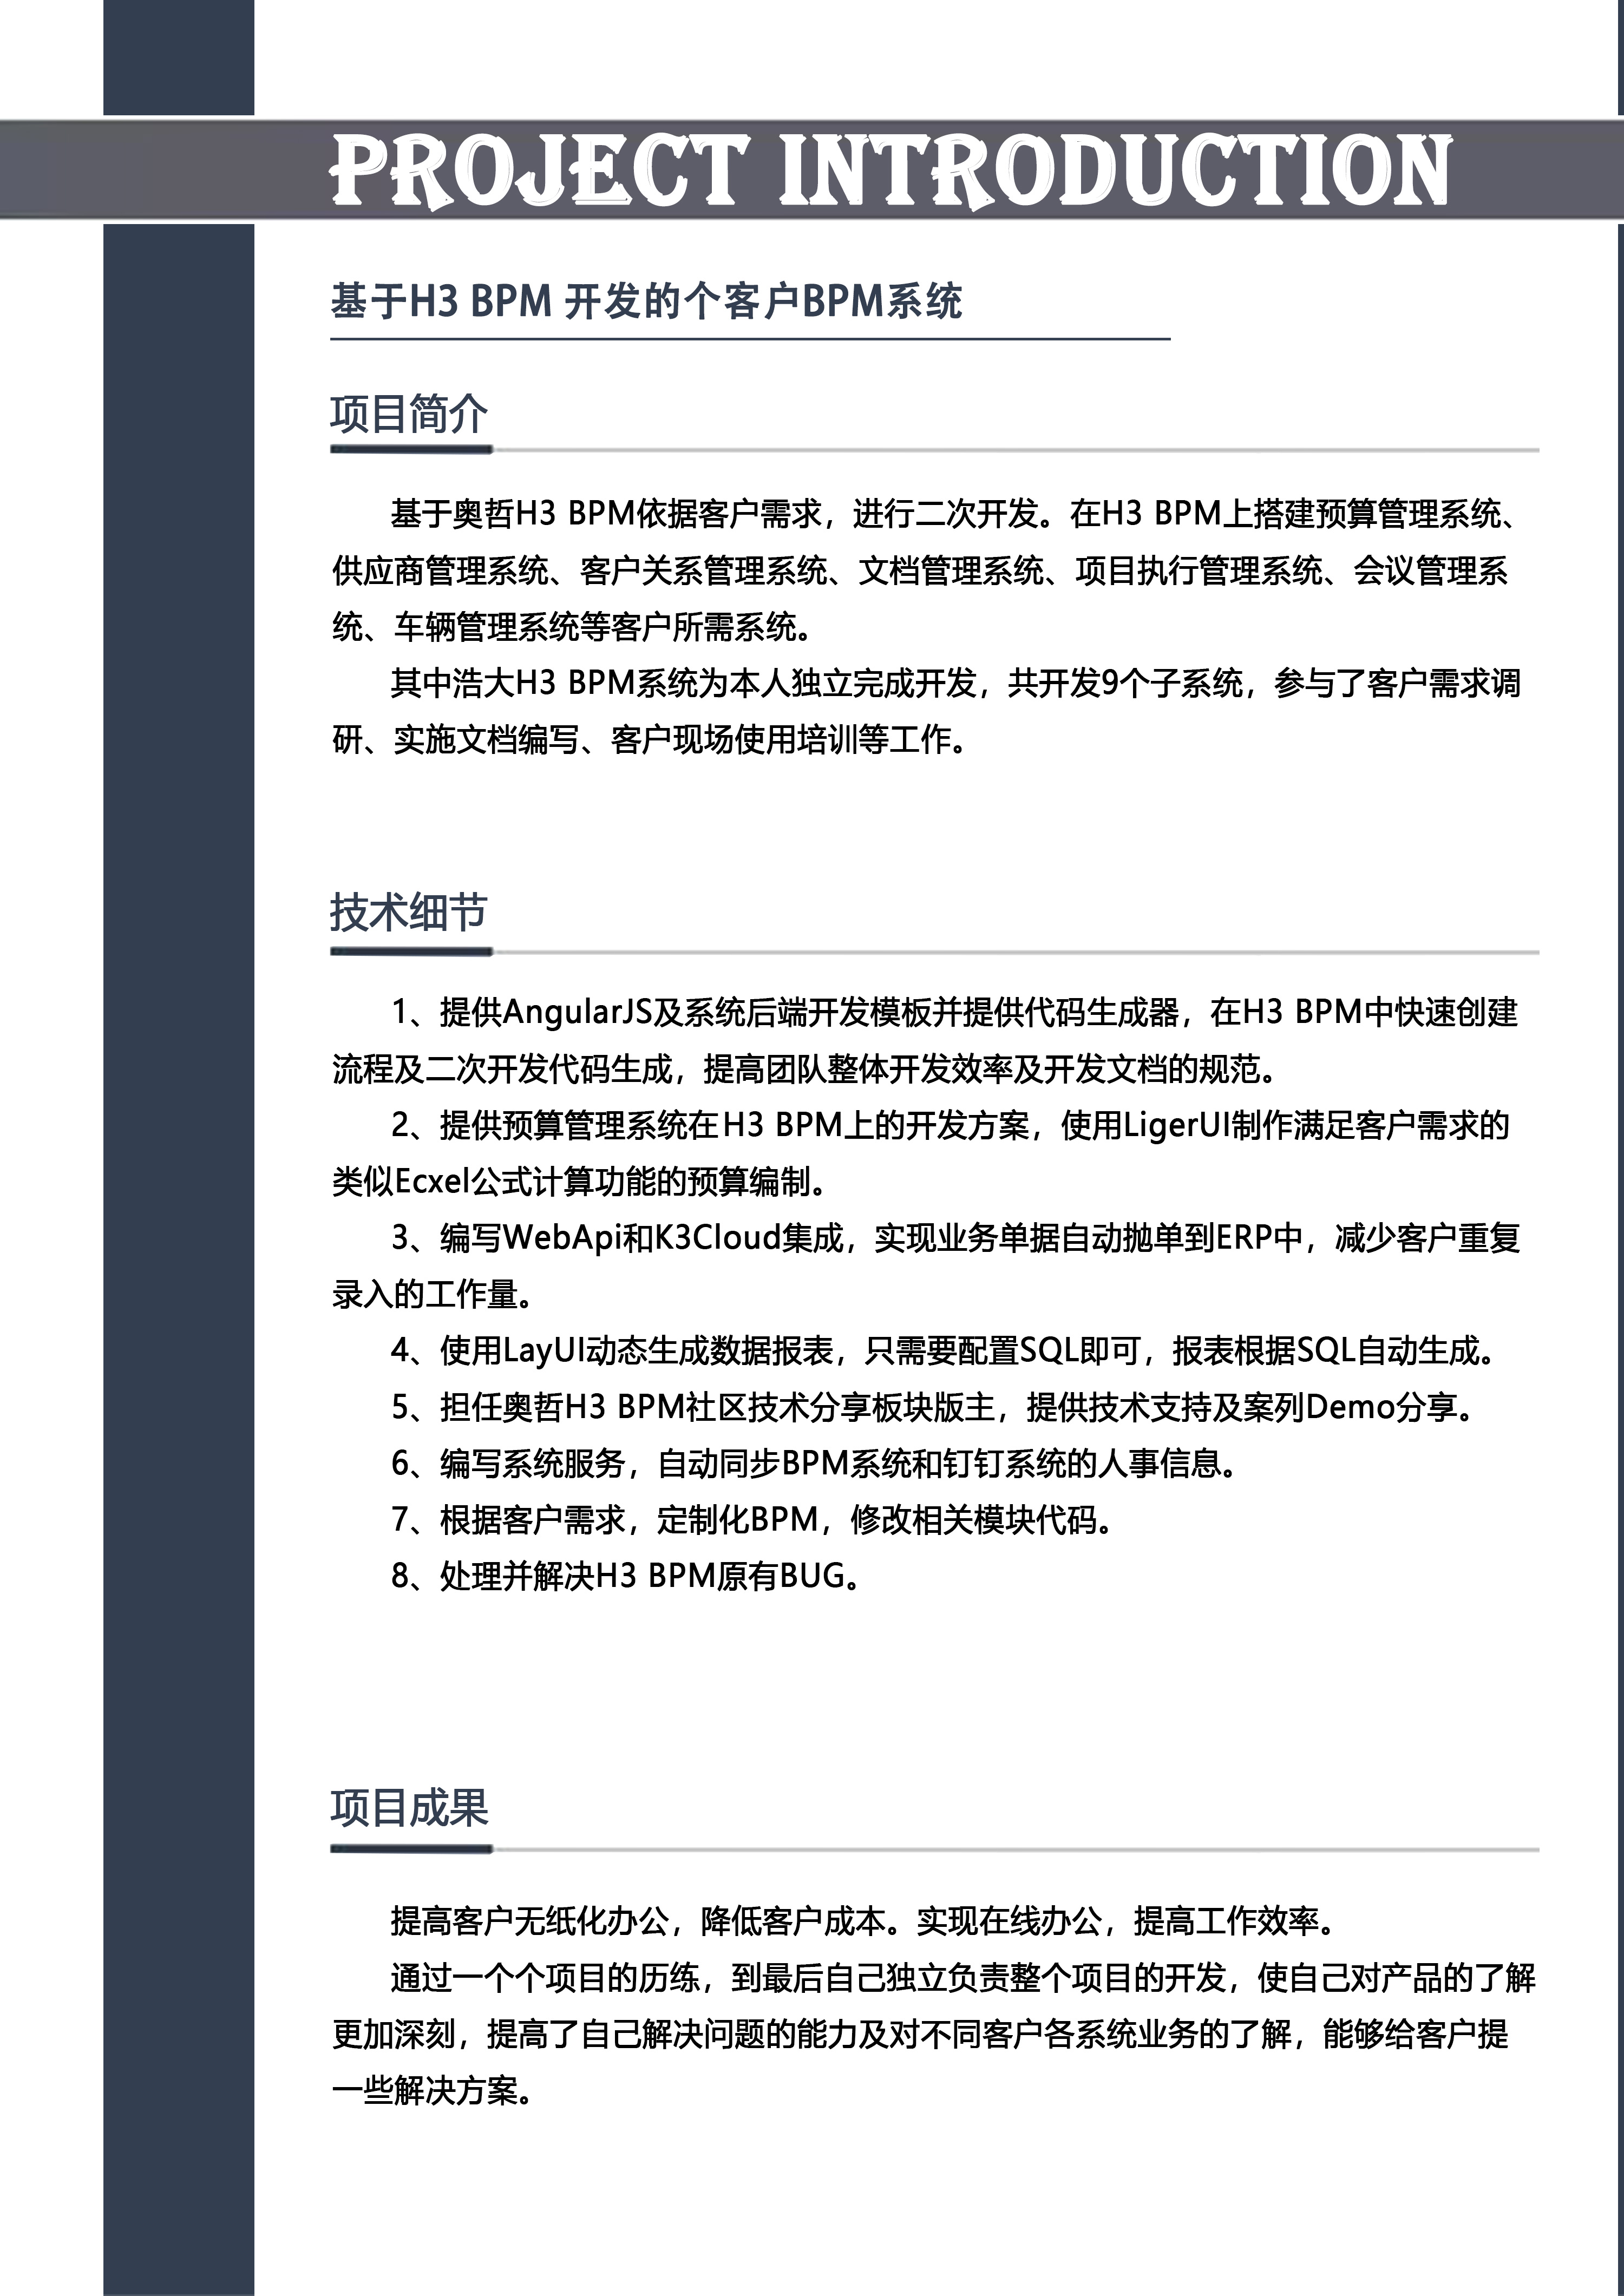 PROJECT INTRODUCTION
基于H3 BPM 开发的个客户BPM系统
项目简介
基于奥哲H3 BPM依据客户需求，进行二次开发。在H3 BPM上搭建预算管理系统、
供应商管理系统、客户关系管理系统、文档管理系统、项目执行管理系统、会议管理系
统、车辆管理系统等客户所需系统。
其中浩大H3 BPM系统为本人独立完成开发，共开发9个子系统，参与了客户需求调
研、实施文档编写、客户现场使用培训等工作。
技术细节
1、提供AngularJS及系统后端开发模板并提供代码生成器，在H3 BPM中快速创建
流程及二次开发代码生成，提高团队整体开发效率及开发文档的规范。
2、提供预算管理系统在H3 BPM上的开发方案，使用LigerUI制作满足客户需求的
类似Ecxel公式计算功能的预算编制。
3、编写WebApi和K3Cloud集成，实现业务单据自动抛单到ERP中，减少客户重复
录入的工作量。
4、使用LayUI动态生成数据报表，只需要配置SQL即可，报表根据SQL自动生成。
5、担任奥哲H3 BPM社区技术分享板块版主，提供技术支持及案列Demo分享。
6、编写系统服务，自动同步BPM系统和钉钉系统的人事信息。
7、根据客户需求，定制化BPM，修改相关模块代码。
8、处理并解决H3 BPM原有BUG。
项目成果
提高客户无纸化办公，降低客户成本。实现在线办公，提高工作效率。
通过一个个项目的历练，到最后自己独立负责整个项目的开发，使自己对产品的了解
更加深刻，提高了自己解决问题的能力及对不同客户各系统业务的了解，能够给客户提
一些解决方案。